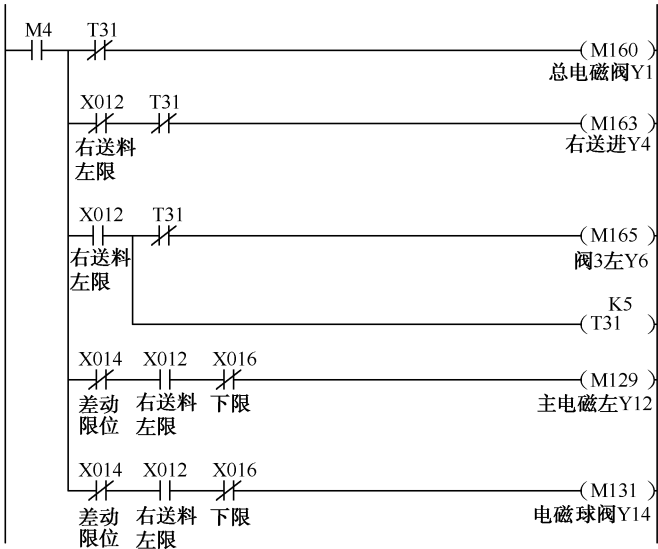 M4 T31
M160
总电磁阀Y1
X012 T31
M163
右送料
左限
右送进Y4
X012 T31
M165
右送料
左限
阀3左Y6
K5
T31
X014 X012 X016
M129
差动 右送料 下限
限位 左限
主电磁左Y12
X014 X012 X016
M131
差动 右送料 下限
限位 左限
电磁球阀Y14